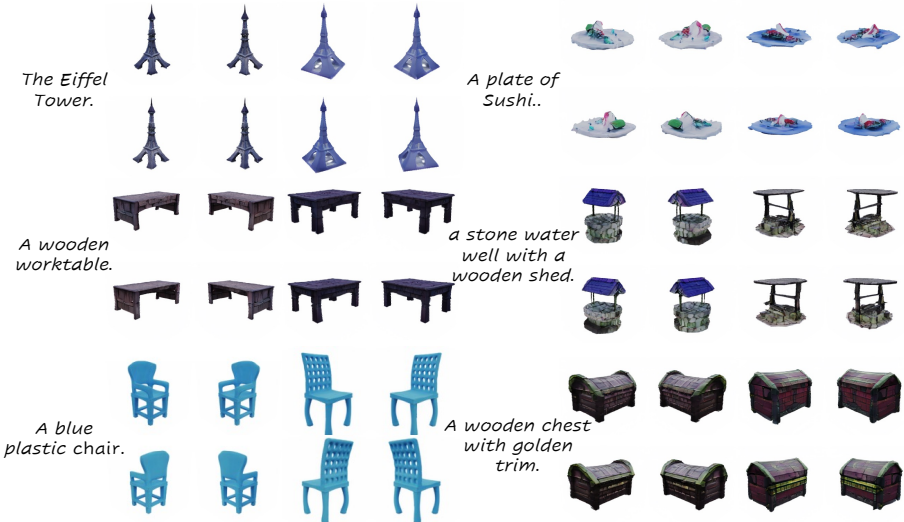 The Eiffel
Tower.
A plate of
Sushi..
A wooden
worktable.
a stone water
well with a
wooden shed.
A blue
plastic chair.
A wooden chest
with golden
trim.